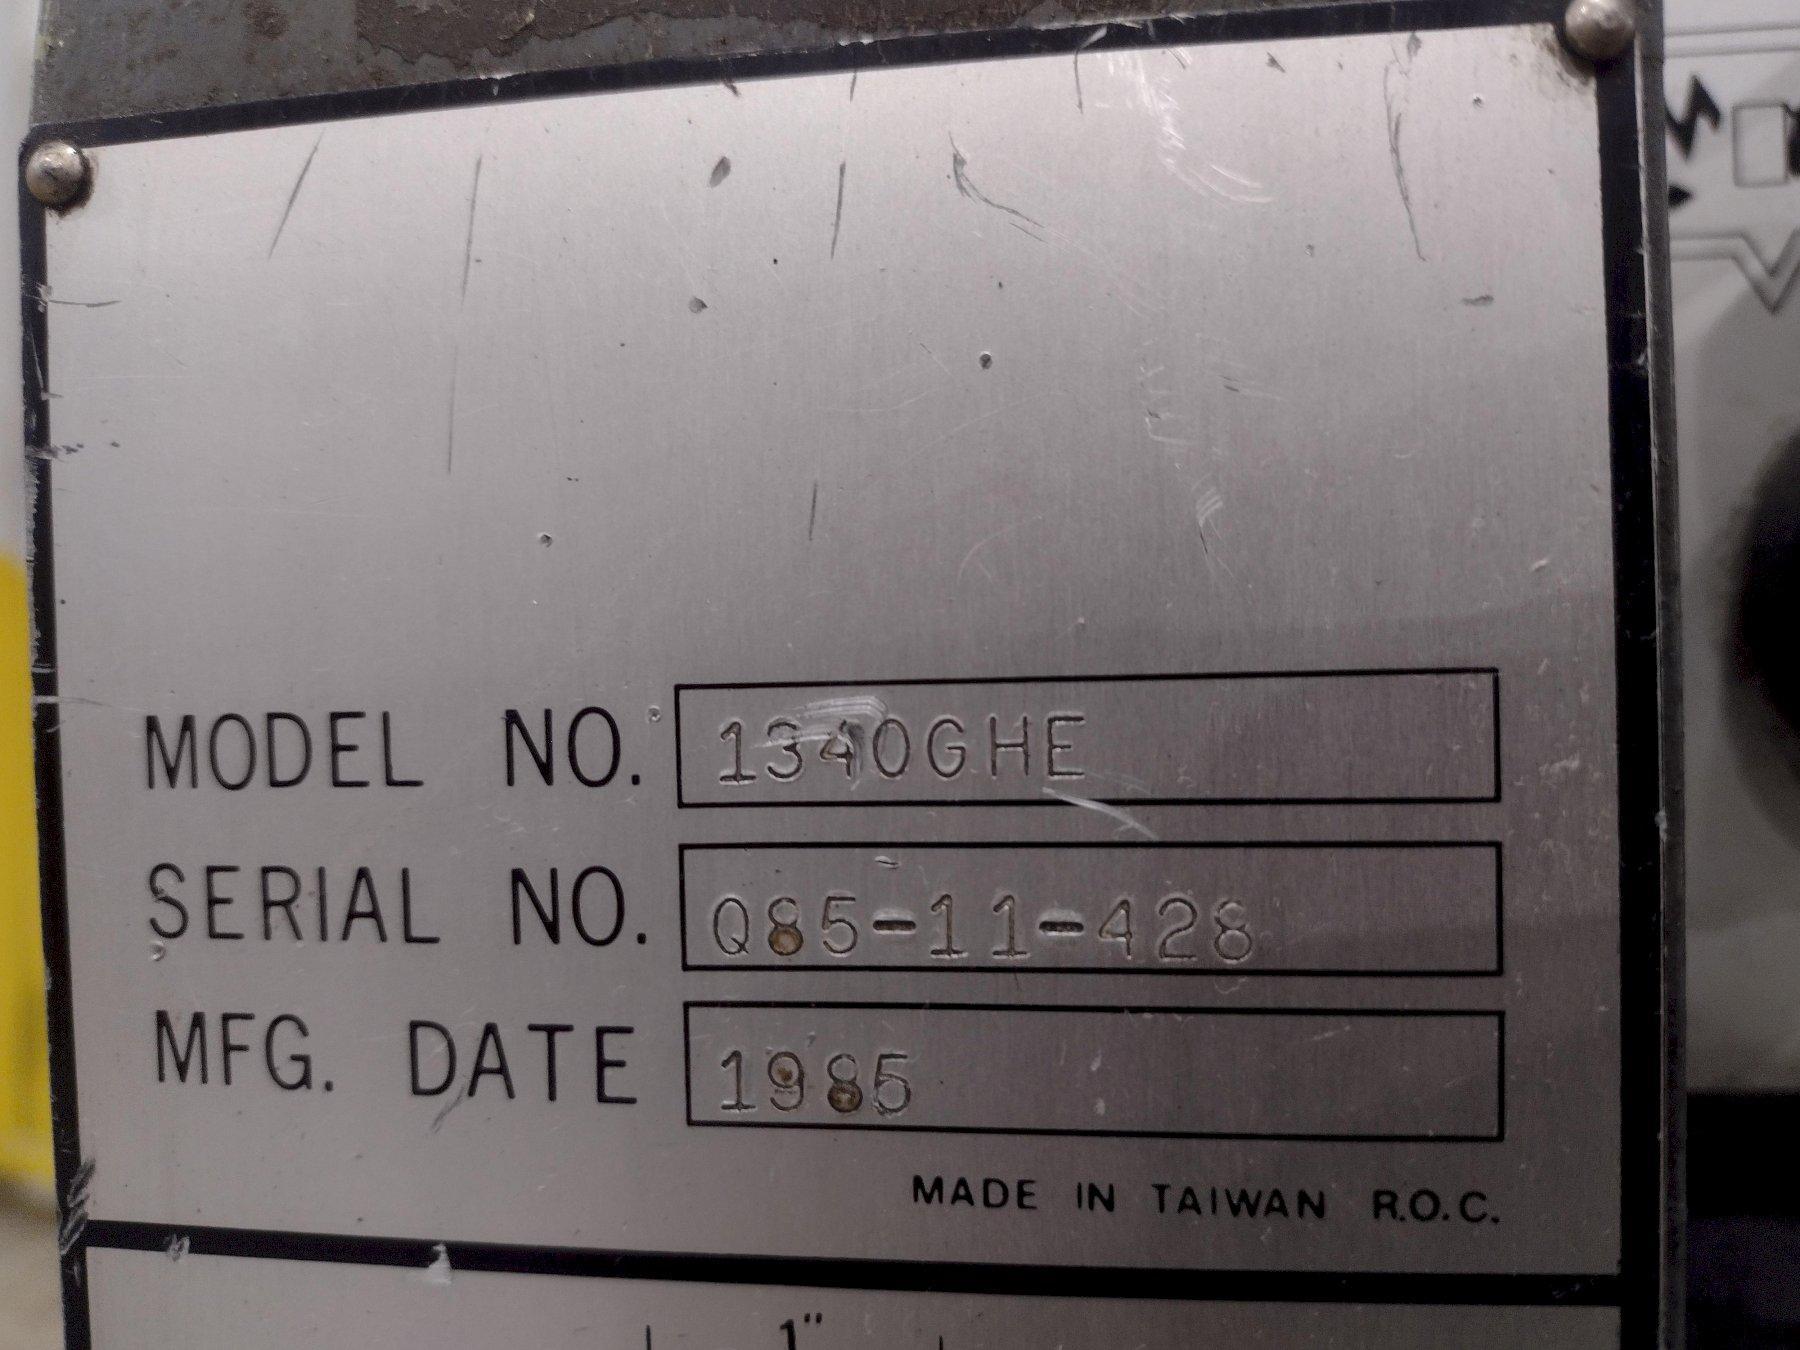 MODEL NO. 1340GHE
SERIAL NO. Q85-11-428
MFG. DATE 1985
MADE IN TAIWAN R.O.C.
1"